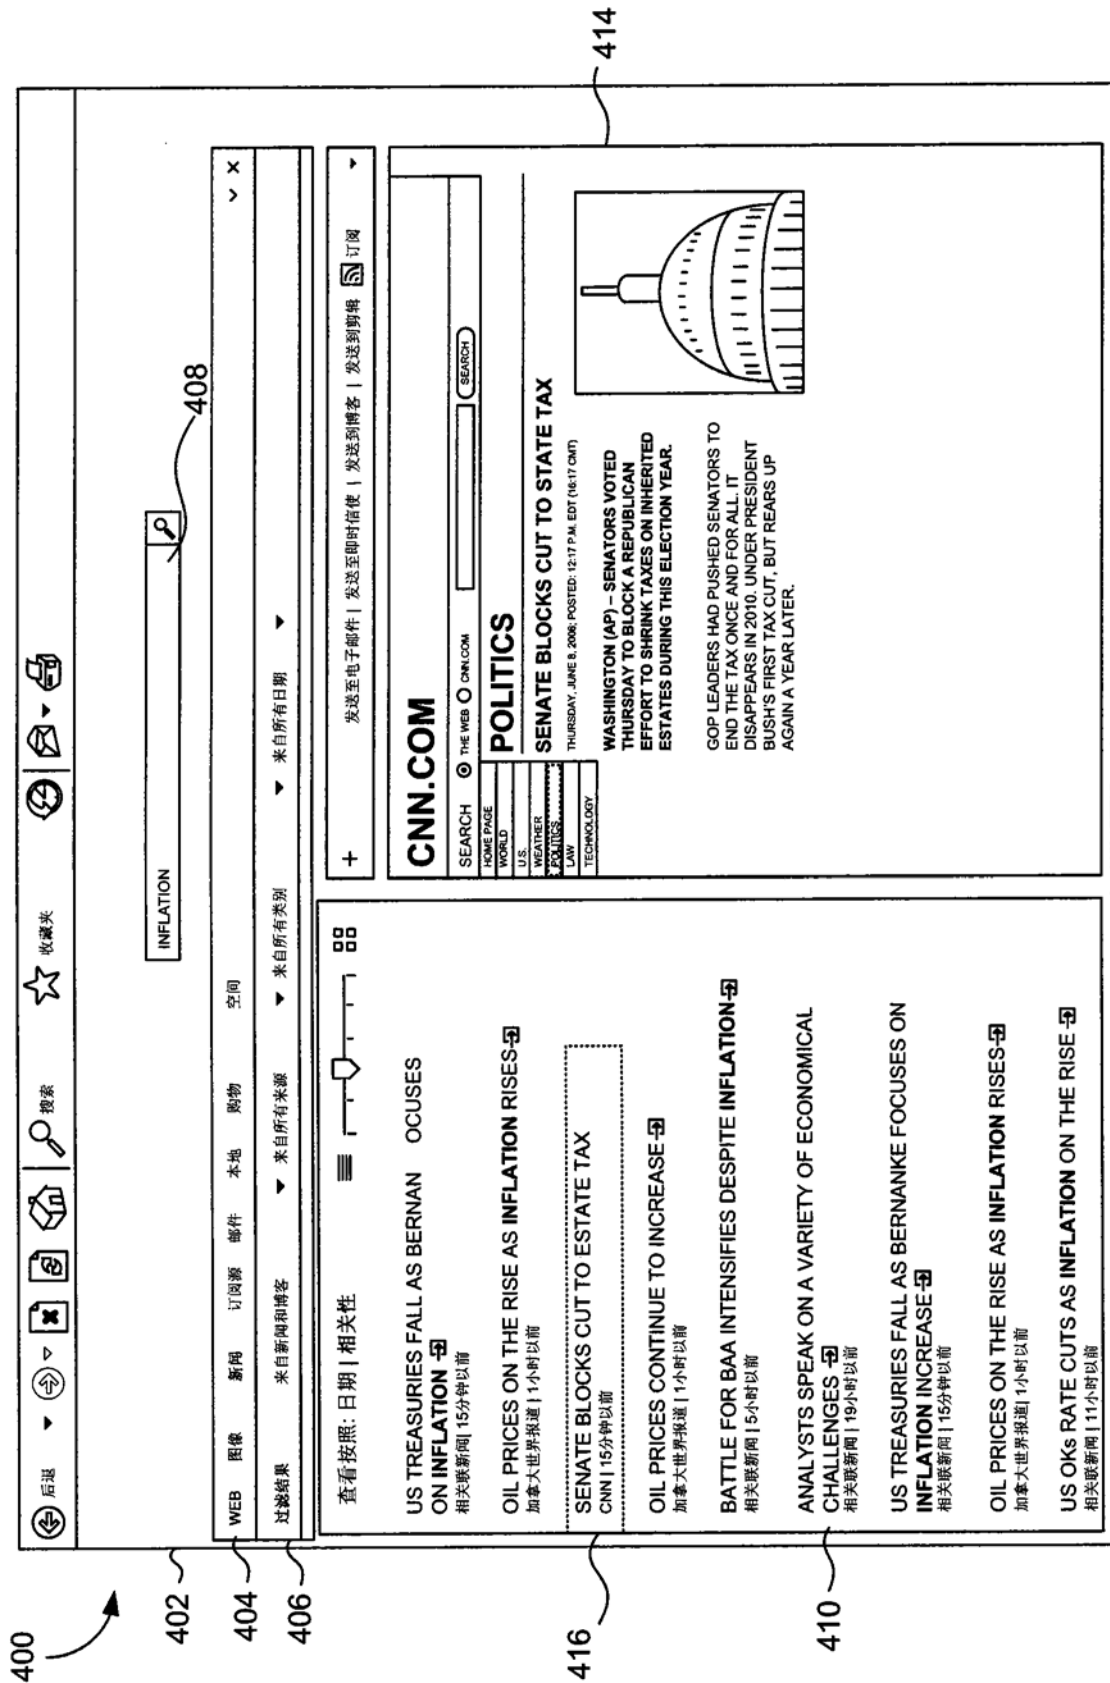 400
402
后退
搜索
收藏夹
INFLATION
408
404
WEB 图像 新闻 订阅源 邮件 本地 购物 空间
406
过滤结果 来自新闻和博客 来自所有来源 来自所有类别 来自所有日期
查看按照: 日期 | 相关性
US TREASURIES FALL AS BERNAN OCUSES
ON INFLATION
相关联新闻| 15分钟以前
OIL PRICES ON THE RISE AS INFLATION RISES
加拿大世界报道 | 1小时以前
416
SENATE BLOCKS CUT TO ESTATE TAX
CNN | 15分钟以前
OIL PRICES CONTINUE TO INCREASE
加拿大世界报道 | 1小时以前
BATTLE FOR BAA INTENSIFIES DESPITE INFLATION
相关联新闻 | 5小时以前
410
ANALYSTS SPEAK ON A VARIETY OF ECONOMICAL
CHALLENGES
相关联新闻 | 19小时以前
US TREASURIES FALL AS BERNANKE FOCUSES ON
INFLATION INCREASE
相关联新闻 | 15分钟以前
OIL PRICES ON THE RISE AS INFLATION RISES
加拿大世界报道| 1小时以前
US OKs RATE CUTS AS INFLATION ON THE RISE
相关联新闻 | 11小时以前
+ 发送至电子邮件 | 发送至即时信使 | 发送到博客 | 发送到剪辑 订阅
414
CNN.COM
SEARCH THE WEB CNN.COM SEARCH
HOME PAGE
WORLD
U.S.
WEATHER
POLITICS
LAW
TECHNOLOGY
POLITICS
SENATE BLOCKS CUT TO STATE TAX
THURSDAY, JUNE 8, 2006; POSTED: 12:17 P.M. EDT (16:17 GMT)
WASHINGTON (AP) – SENATORS VOTED
THURSDAY TO BLOCK A REPUBLICAN
EFFORT TO SHRINK TAXES ON INHERITED
ESTATES DURING THIS ELECTION YEAR.
GOP LEADERS HAD PUSHED SENATORS TO
END THE TAX ONCE AND FOR ALL. IT
DISAPPEARS IN 2010. UNDER PRESIDENT
BUSH'S FIRST TAX CUT, BUT REARS UP
AGAIN A YEAR LATER.